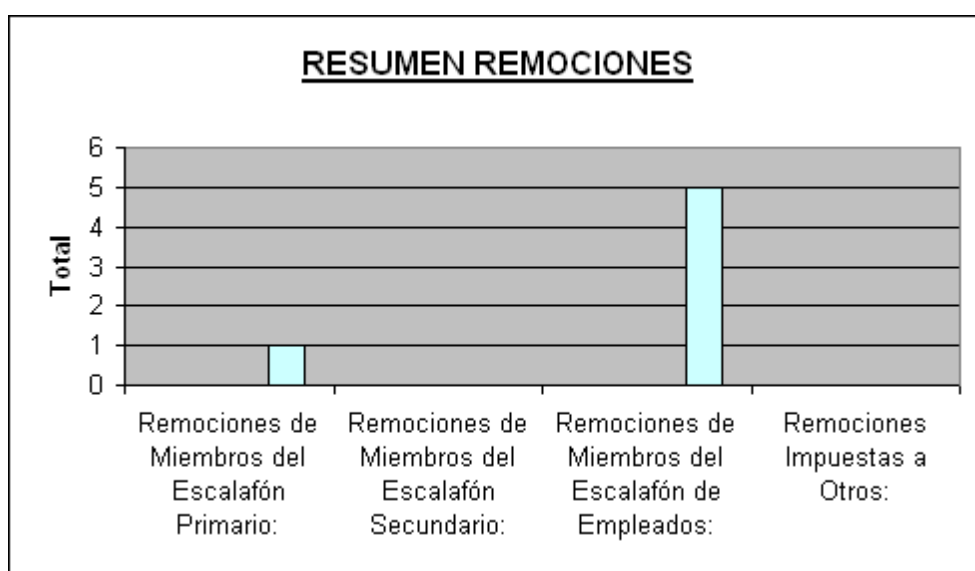 RESUMEN REMOCIONES
6
5
4
3
2
1
0
Total
Remociones de
Miembros del
Escalafón
Primario:
Remociones de
Miembros del
Escalafón
Secundario:
Remociones de
Miembros del
Escalafón de
Empleados:
Remociones
Impuestas a
Otros: